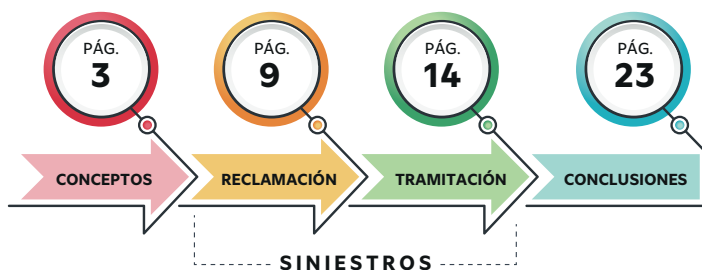 PÁG.
3
PÁG.
9
PÁG.
14
PÁG.
23
CONCEPTOS
RECLAMACIÓN
TRAMITACIÓN
CONCLUSIONES
SINIESTROS